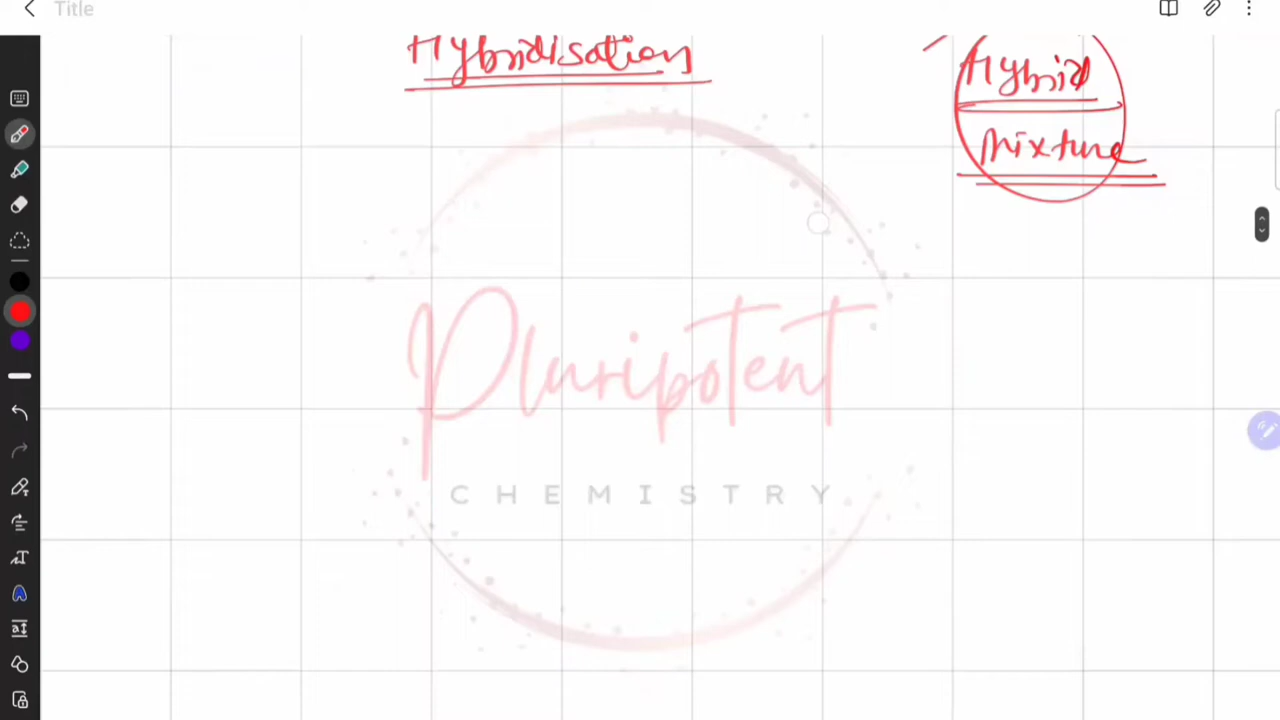 Title
Hybridisation
Hybrid
Mixture
Pluripotent
CHEMISTRY